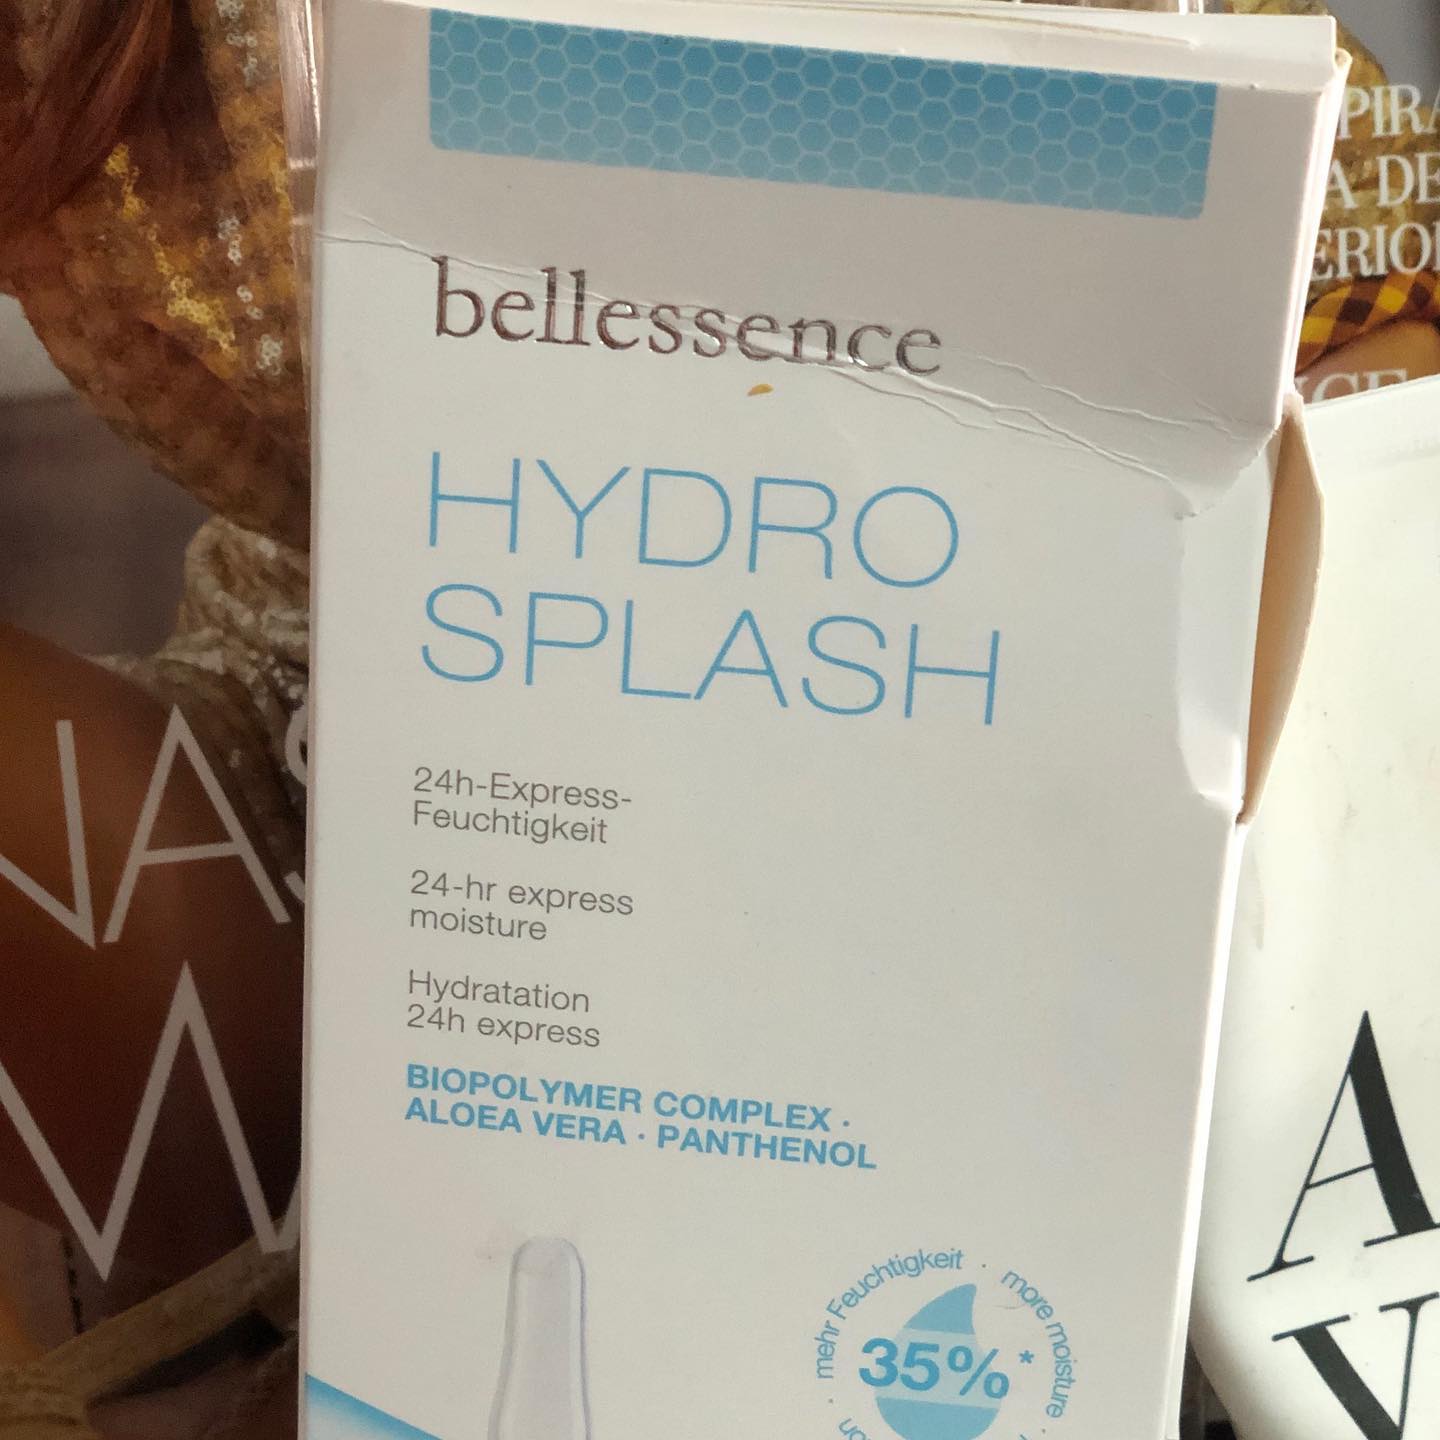 bellessence
HYDRO
SPLASH
24h-Express-
Feuchtigkeit
24-hr express
moisture
Hydratation
24h express
BIOPOLYMER COMPLEX ·
ALOEA VERA · PANTHENOL
mehr Feuchtigkeit · more moisture ·
35%*
A DE
W
A
V